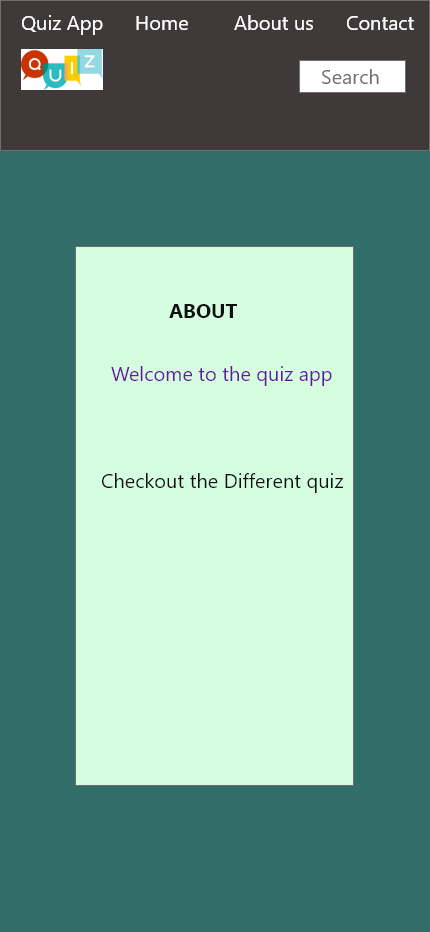 Quiz App Home About us Contact
QUIZ
Search
ABOUT
Welcome to the quiz app
Checkout the Different quiz